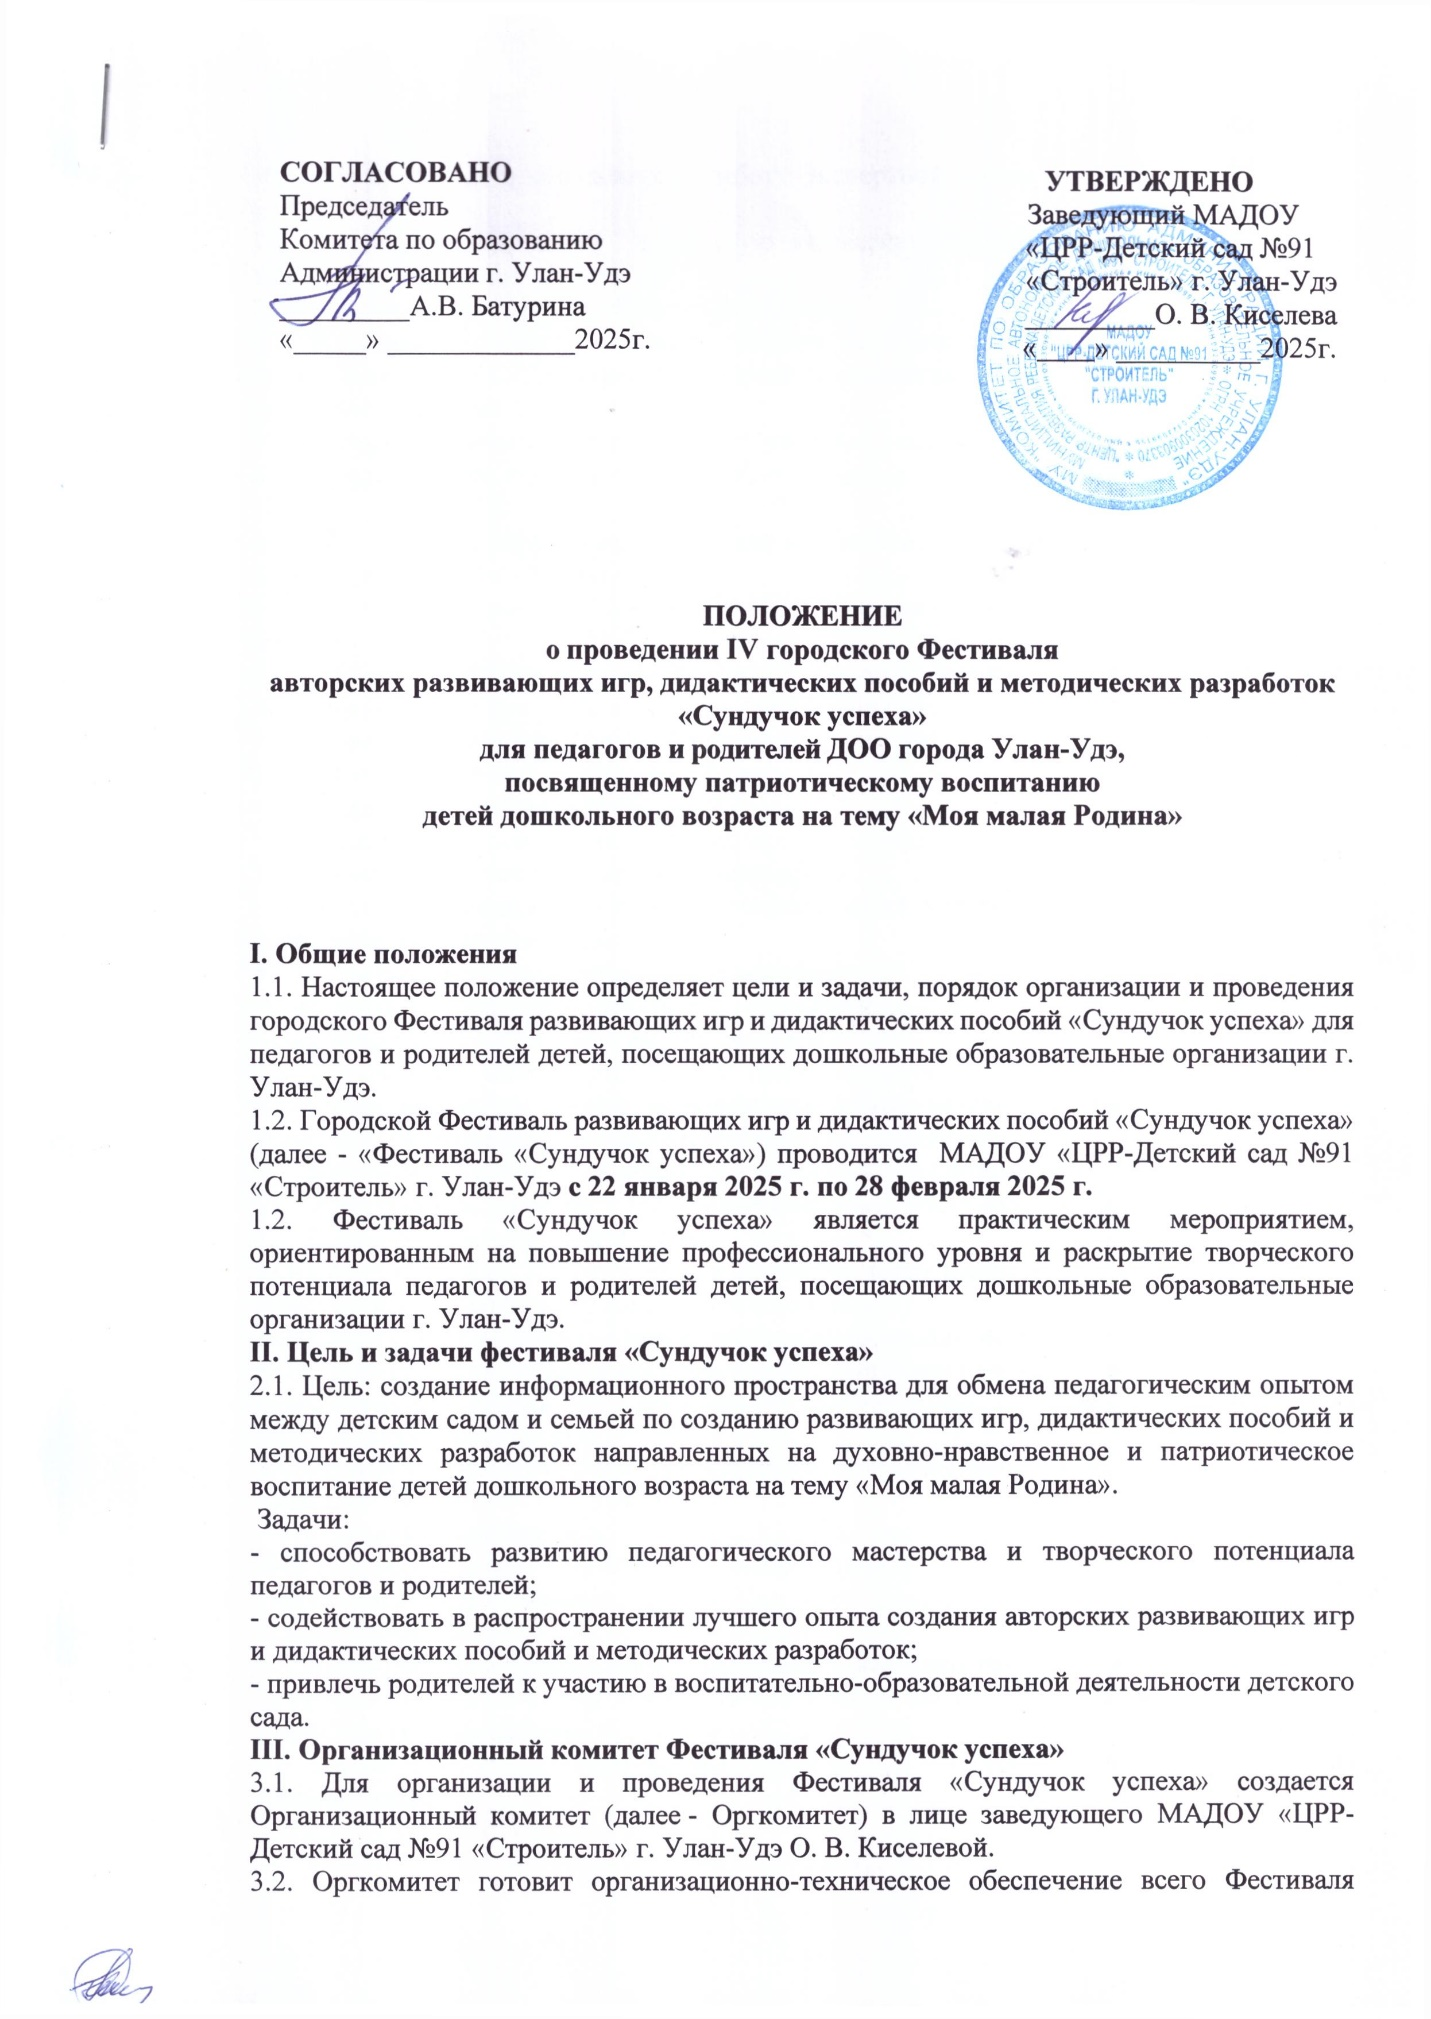 СОГЛАСОВАНО
Председатель
Комитета по образованию
Администрации г. Улан-Удэ
_________А.В. Батурина
«_____» _____________2025г.
УТВЕРЖДЕНО
Заведующий МАДОУ
«ЦРР-Детский сад №91
«Строитель» г. Улан-Удэ
_________О. В. Киселева
«____» __________2025г.
МАДОУ
"ЦРР-ДЕТСКИЙ САД №91
"СТРОИТЕЛЬ"
Г. УЛАН-УДЭ
ПОЛОЖЕНИЕ
о проведении IV городского Фестиваля
авторских развивающих игр, дидактических пособий и методических разработок
«Сундучок успеха»
для педагогов и родителей ДОО города Улан-Удэ,
посвященному патриотическому воспитанию
детей дошкольного возраста на тему «Моя малая Родина»
I. Общие положения
1.1. Настоящее положение определяет цели и задачи, порядок организации и проведения
городского Фестиваля развивающих игр и дидактических пособий «Сундучок успеха» для
педагогов и родителей детей, посещающих дошкольные образовательные организации г.
Улан-Удэ.
1.2. Городской Фестиваль развивающих игр и дидактических пособий «Сундучок успеха»
(далее - «Фестиваль «Сундучок успеха») проводится МАДОУ «ЦРР-Детский сад №91
«Строитель» г. Улан-Удэ с 22 января 2025 г. по 28 февраля 2025 г.
1.2. Фестиваль «Сундучок успеха» является практическим мероприятием,
ориентированным на повышение профессионального уровня и раскрытие творческого
потенциала педагогов и родителей детей, посещающих дошкольные образовательные
организации г. Улан-Удэ.
II. Цель и задачи фестиваля «Сундучок успеха»
2.1. Цель: создание информационного пространства для обмена педагогическим опытом
между детским садом и семьей по созданию развивающих игр, дидактических пособий и
методических разработок направленных на духовно-нравственное и патриотическое
воспитание детей дошкольного возраста на тему «Моя малая Родина».
Задачи:
- способствовать развитию педагогического мастерства и творческого потенциала
педагогов и родителей;
- содействовать в распространении лучшего опыта создания авторских развивающих игр
и дидактических пособий и методических разработок;
- привлечь родителей к участию в воспитательно-образовательной деятельности детского
сада.
III. Организационный комитет Фестиваля «Сундучок успеха»
3.1. Для организации и проведения Фестиваля «Сундучок успеха» создается
Организационный комитет (далее - Оргкомитет) в лице заведующего МАДОУ «ЦРР-
Детский сад №91 «Строитель» г. Улан-Удэ О. В. Киселевой.
3.2. Оргкомитет готовит организационно-техническое обеспечение всего Фестиваля